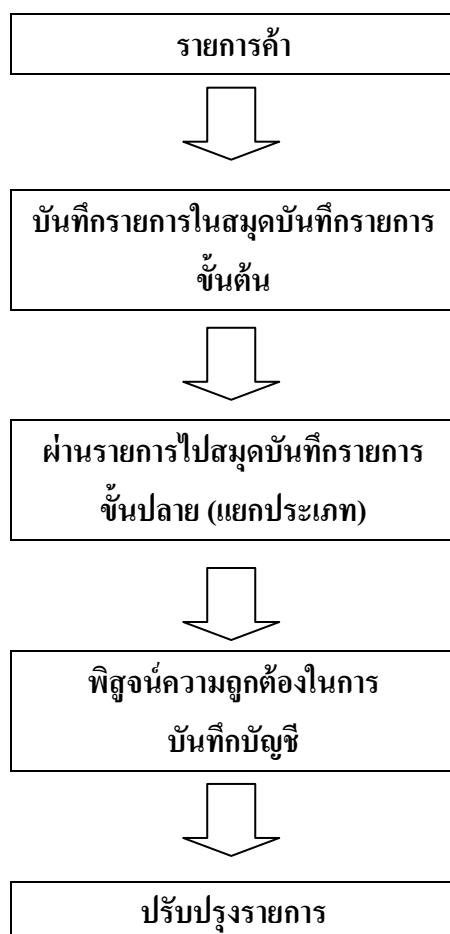 รายการค้า
บันทึกรายการในสมุดบันทึกรายการ
ขั้นต้น
ผ่านรายการไปสมุดบันทึกรายการ
ขั้นปลาย (แยกประเภท)
พิสูจน์ความถูกต้องในการ
บันทึกบัญชี
ปรับปรุงรายการ